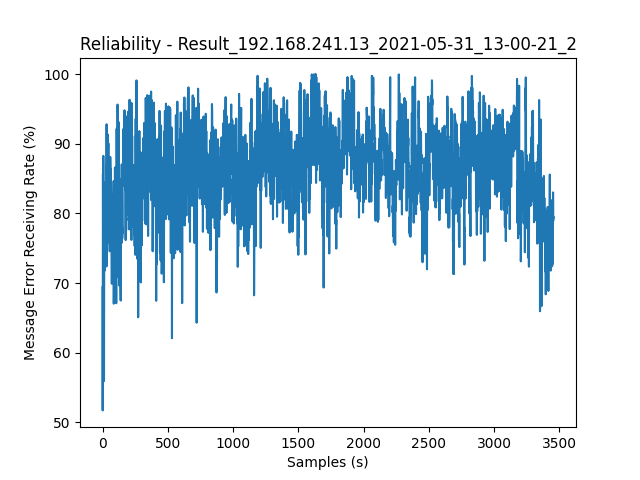 Reliability - Result_192.168.241.13_2021-05-31_13-00-21_2
Message Error Receiving Rate (%)
100
90
80
70
60
50
0 500 1000 1500 2000 2500 3000 3500
Samples (s)